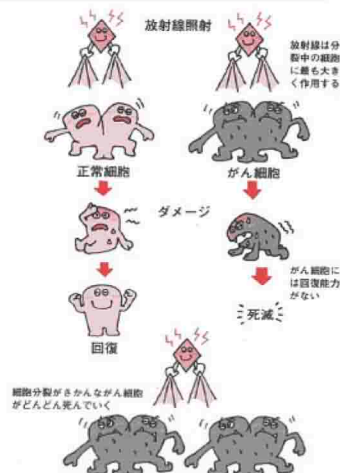 放射線照射
放射線は分
裂中の細胞
に最も大き
く作用する
正常細胞
がん細胞
ダメージ
がん細胞に
は回復能力
がない
死滅
回復
細胞分裂がさかんながん細胞
がどんどん死んでいく